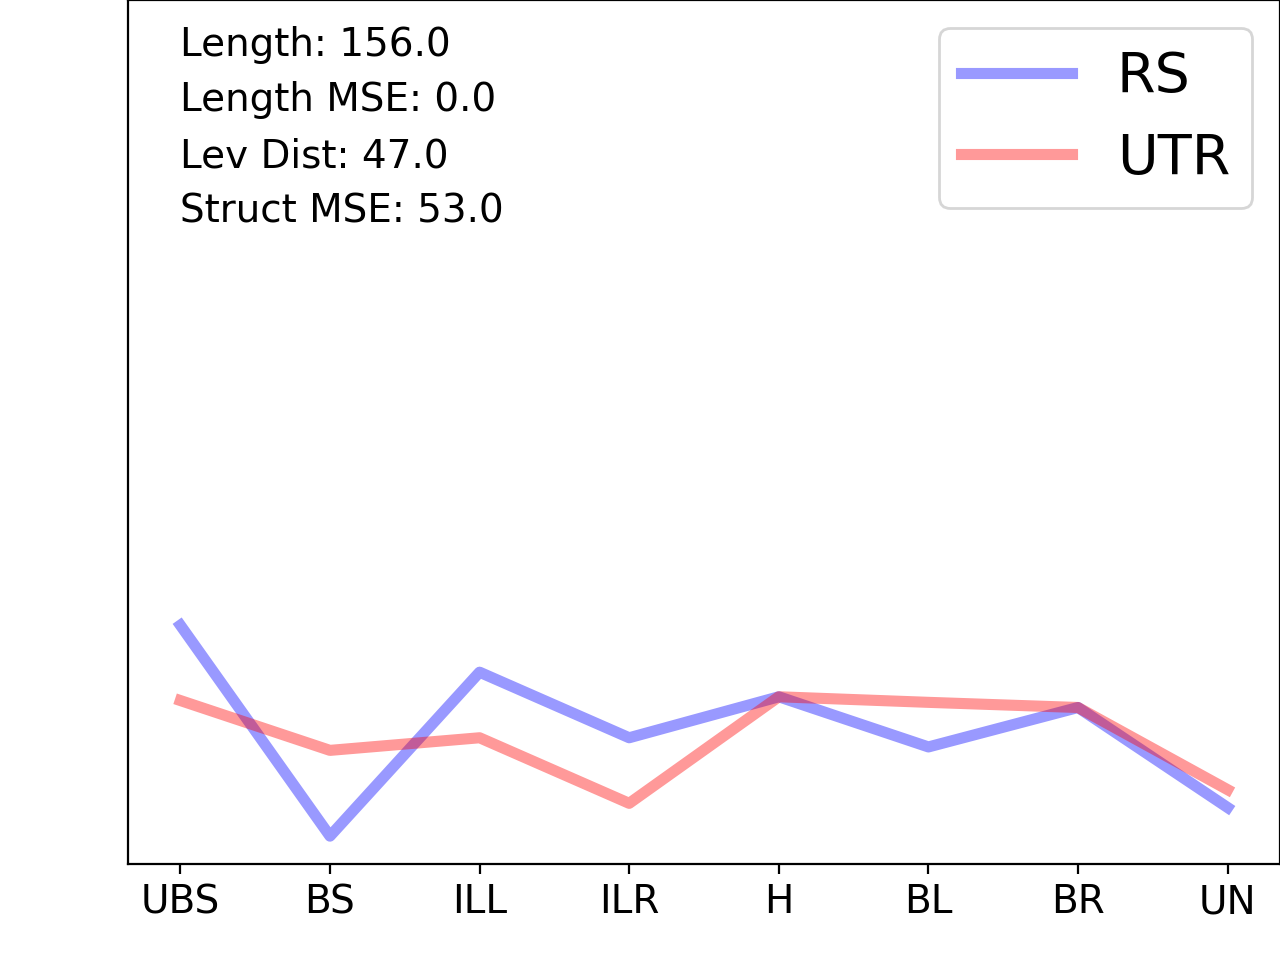 Length: 156.0
Length MSE: 0.0
Lev Dist: 47.0
Struct MSE: 53.0
RS
UTR
UBS BS ILL ILR H BL BR UN